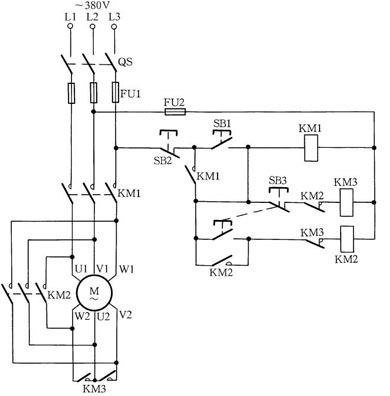 ~380V
L1 L2 L3
QS
FU1
FU2
SB1
KM1
SB2
KM1
KM1
SB3
KM2
KM3
KM3
KM2
KM2
U1 V1 W1
KM2
M
~
W2 U2 V2
KM3